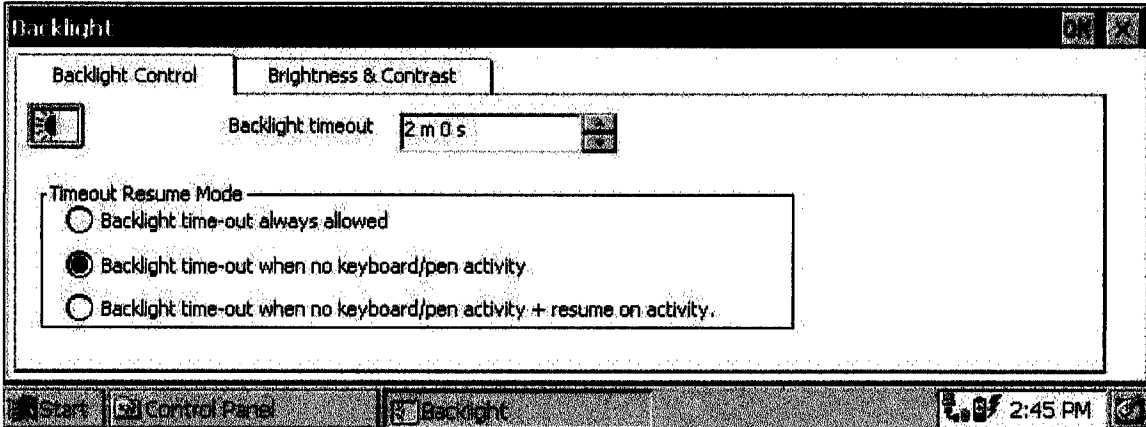 Backlight OK ×
Backlight Control Brightness & Contrast
Backlight timeout 2 m 0 s
Timeout Resume Mode
Backlight time-out always allowed
Backlight time-out when no keyboard/pen activity
Backlight time-out when no keyboard/pen activity + resume on activity.
Start Control Panel Backlight 2:45 PM